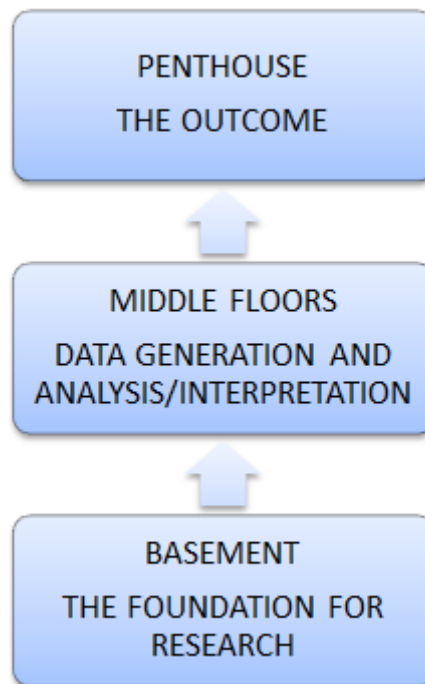 PENTHOUSE
THE OUTCOME
MIDDLE FLOORS
DATA GENERATION AND
ANALYSIS/INTERPRETATION
BASEMENT
THE FOUNDATION FOR
RESEARCH